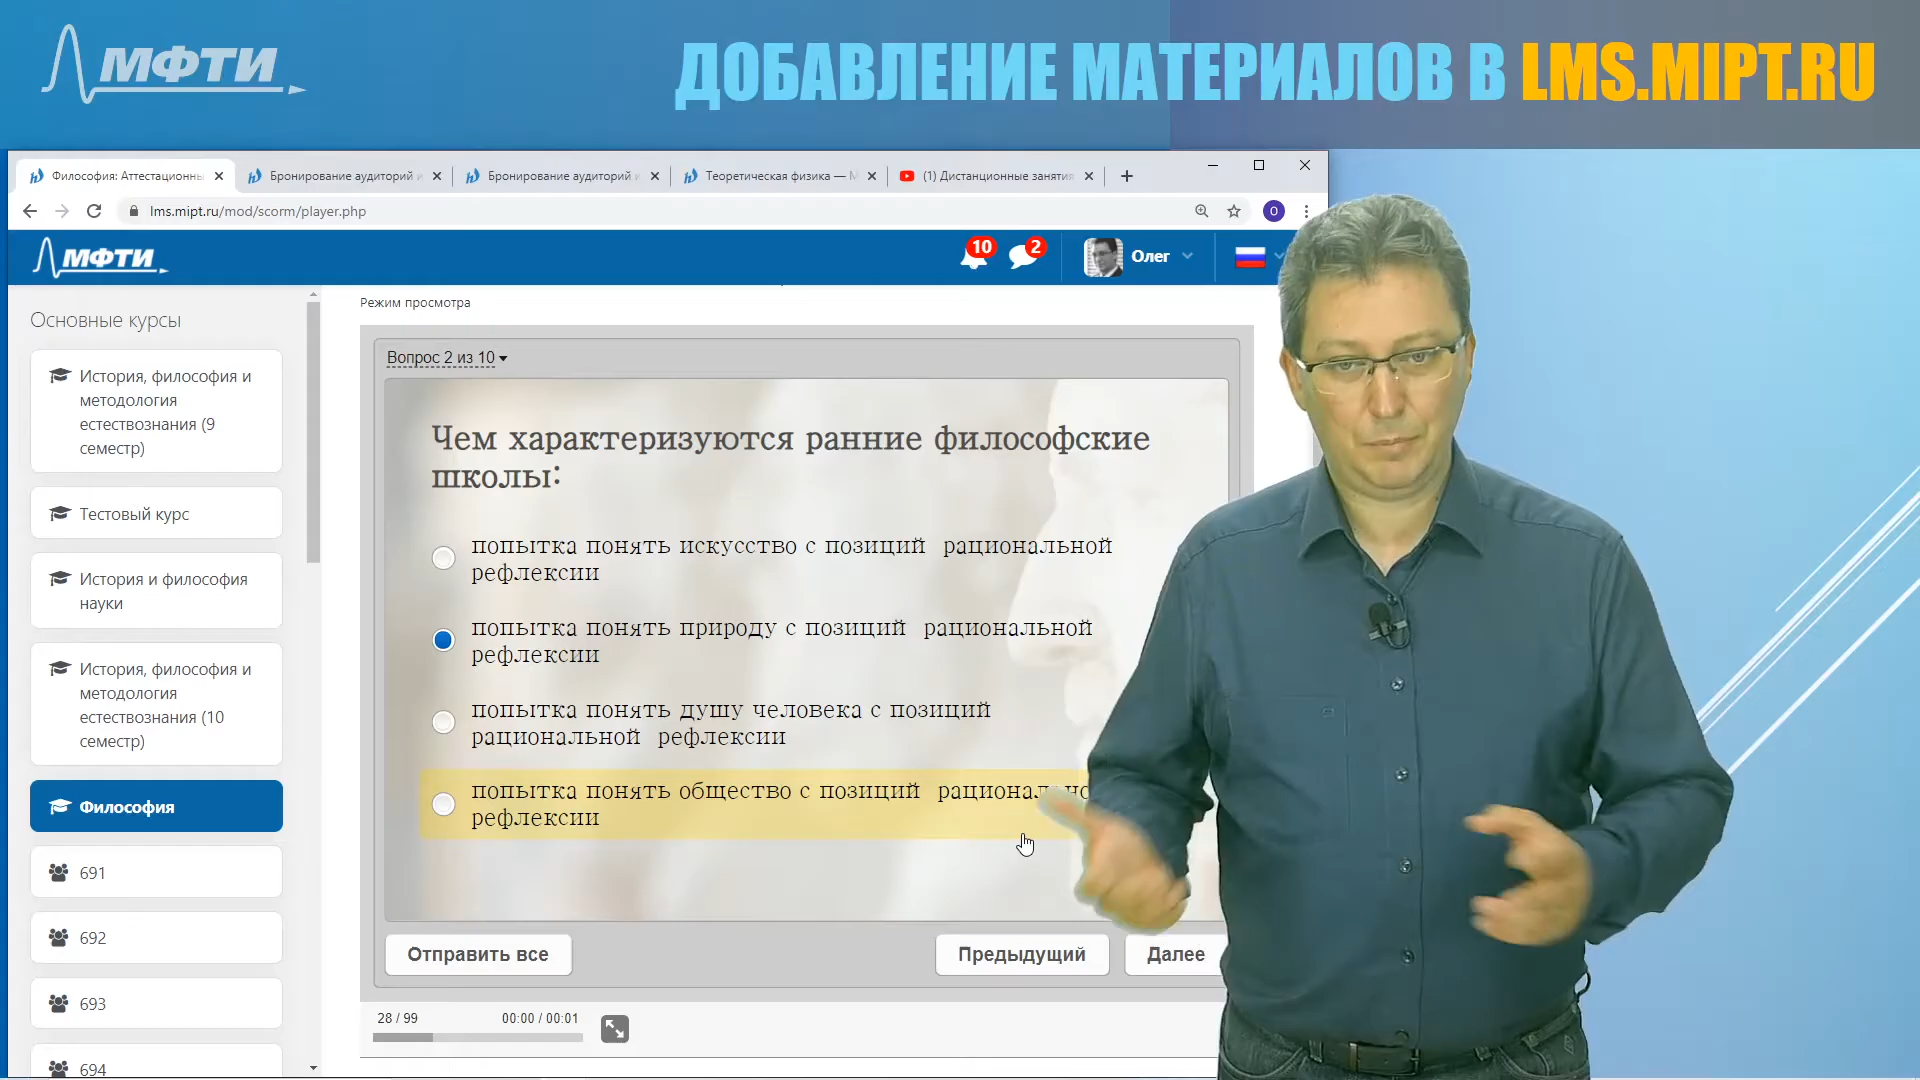 МФТИ
ДОБАВЛЕНИЕ МАТЕРИАЛОВ В LMS.MIPT.RU
Философия: Аттестационны
Бронирование аудиторий и
Бронирование аудиторий и
Теоретическая физика — М
(1) Дистанционные занятия
lms.mipt.ru/mod/scorm/player.php
О
МФТИ
10
2
Олег
Основные курсы
История, философия и
методология
естествознания (9
семестр)
Тестовый курс
История и философия
науки
История, философия и
методология
естествознания (10
семестр)
Философия
691
692
693
694
Режим просмотра
Вопрос 2 из 10
Чем характеризуются ранние философские
школы:
попытка понять искусство с позиций рациональной
рефлексии
попытка понять природу с позиций рациональной
рефлексии
попытка понять душу человека с позиций
рациональной рефлексии
попытка понять общество с позиций
рефлексии
Отправить все
Предыдущий
Далее
28 / 99
00:00 / 00:01